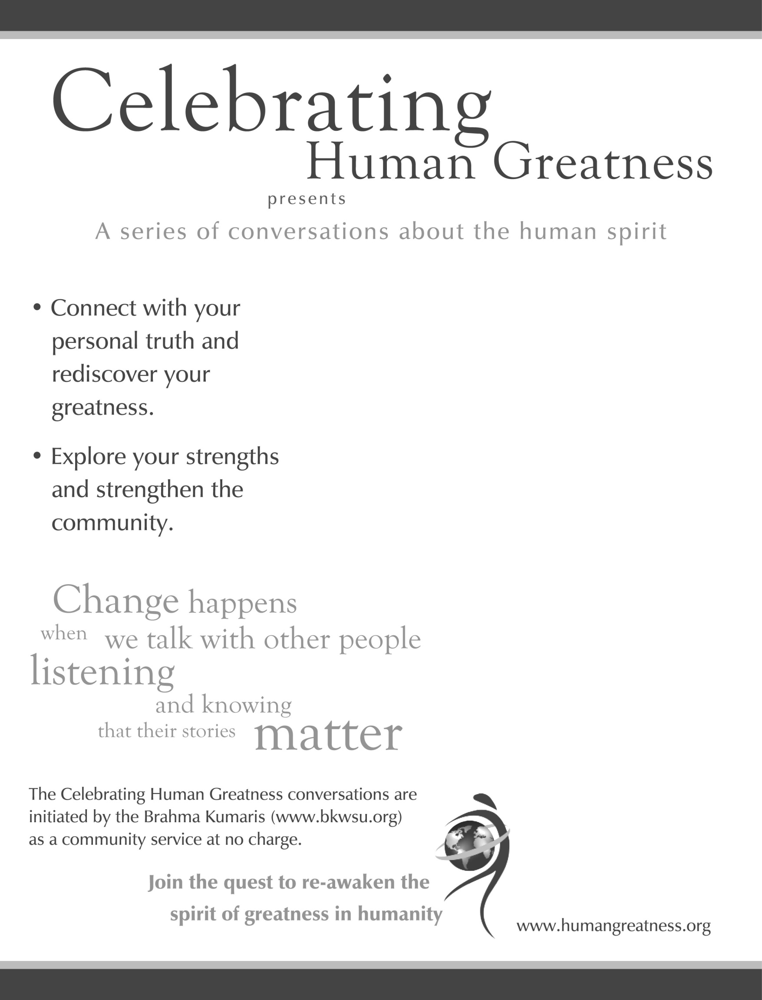 Celebrating
Human Greatness
presents
A series of conversations about the human spirit
• Connect with your
personal truth and
rediscover your
greatness.
• Explore your strengths
and strengthen the
community.
Change happens
when we talk with other people
listening
and knowing
that their stories matter
The Celebrating Human Greatness conversations are
initiated by the Brahma Kumaris (www.bkwsu.org)
as a community service at no charge.
Join the quest to re-awaken the
spirit of greatness in humanity
www.humangreatness.org